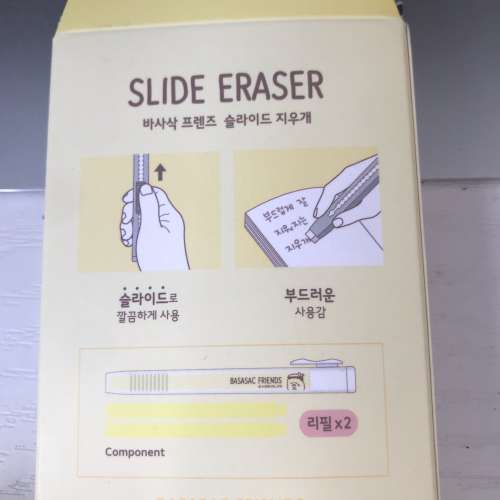 SLIDE ERASER
바사삭 프렌즈 슬라이드 지우개
부드럽게 잘
지워지는
지우개
슬라이드로
깔끔하게 사용
부드러운
사용감
BASASAC FRIENDS
리필x2
Component